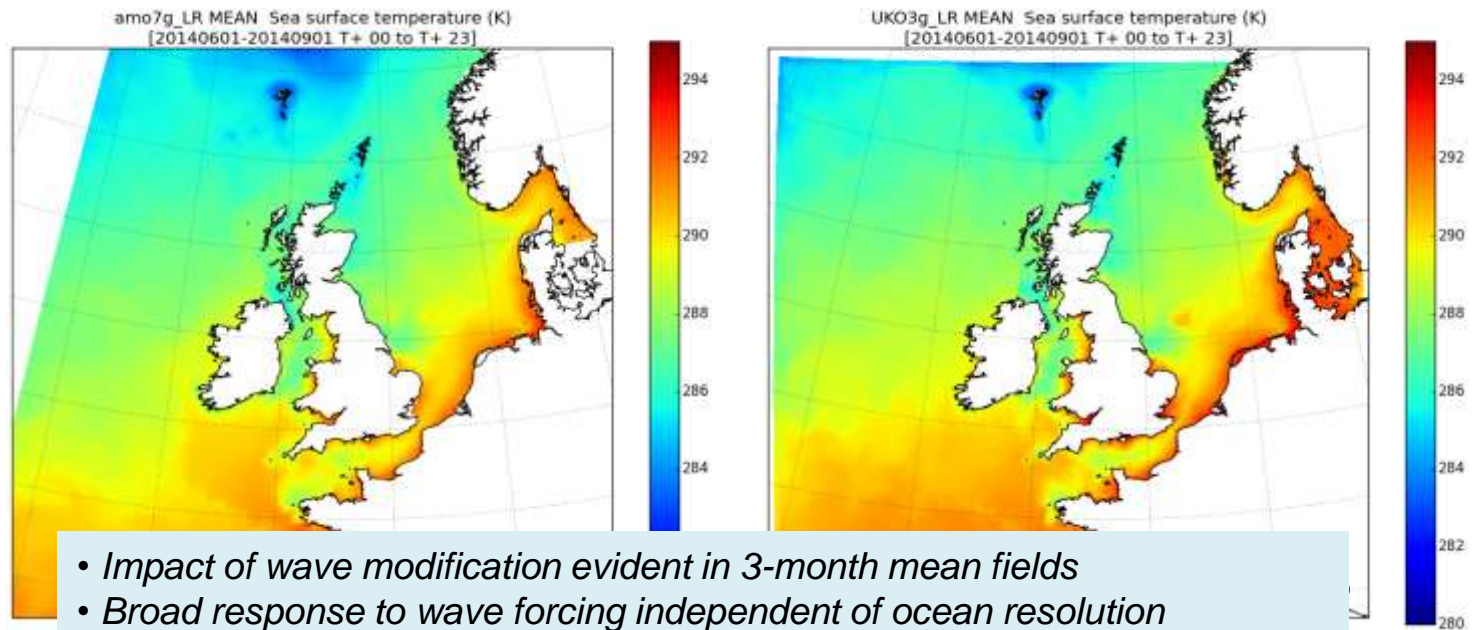 amo7g_LR MEAN Sea surface temperature (K)
[20140601-20140901 T+ 00 to T+ 23]
294
292
290
288
286
284
UKO3g_LR MEAN Sea surface temperature (K)
[20140601-20140901 T+ 00 to T+ 23]
294
292
290
288
286
284
282
280
• Impact of wave modification evident in 3-month mean fields
• Broad response to wave forcing independent of ocean resolution